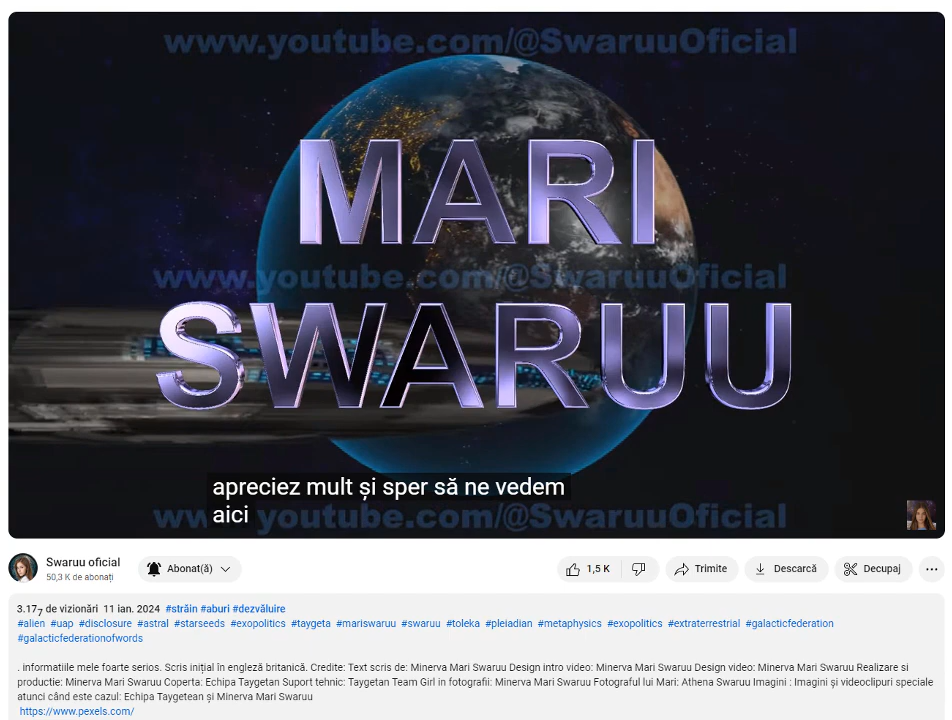 www.youtube.com/@SwaruuOficial
MARI
www.youtube.com/@SwaruuOficial
SWARUU
apreciez mult și sper să ne vedem
aici
www.youtube.com/@SwaruuOficial
Swaruu oficial
50,3 K de abonați
Abonat(ă)
1,5 K
Trimite
Descarcă
Decupaj
3.177 de vizionări 11 ian. 2024 #străin #aburi #dezvăluire
#alien #uap #disclosure #astral #starseeds #exopolitics #taygeta #mariswaruu #swaruu #toleka #pleiadian #metaphysics #exopolitics #extraterrestrial #galacticfederation
#galacticfederationofwords
. informatiile mele foarte serios. Scris inițial în engleză britanică. Credite: Text scris de: Minerva Mari Swaruu Design intro video: Minerva Mari Swaruu Design video: Minerva Mari Swaruu Realizare si
productie: Minerva Mari Swaruu Coperta: Echipa Taygetan Suport tehnic: Taygetan Team Girl in fotografii: Minerva Mari Swaruu Fotograful lui Mari: Athena Swaruu Imagini : Imagini și videoclipuri speciale
atunci când este cazul: Echipa Taygetean și Minerva Mari Swaruu
https://www.pexels.com/